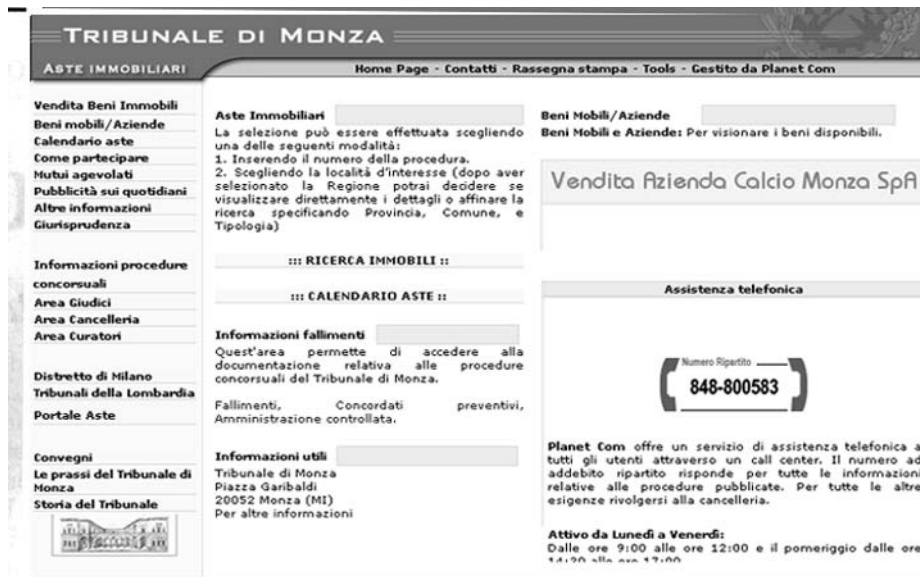 TRIBUNALE DI MONZA
ASTE IMMOBILIARI
Home Page - Contatti - Rassegna stampa - Tools - Gestito da Planet Com
Vendita Beni Immobili
Beni mobili/Aziende
Calendario aste
Come partecipare
Mutui agevolati
Pubblicità sui quotidiani
Altre informazioni
Giurisprudenza
Informazioni procedure
concorsuali
Area Giudici
Area Cancelleria
Area Curatori
Distretto di Milano
Tribunali della Lombardia
Portale Aste
Convegni
Le prassi del Tribunale di
Monza
Storia del Tribunale
Aste Immobiliari
La selezione può essere effettuata scegliendo
una delle seguenti modalità:
1. Inserendo il numero della procedura.
2. Scegliendo la località d'interesse (dopo aver
selezionato la Regione potrai decidere se
visualizzare direttamente i dettagli o affinare la
ricerca specificando Provincia, Comune, e
Tipologia)
::: RICERCA IMMOBILI ::
::: CALENDARIO ASTE ::
Informazioni fallimenti
Quest'area permette di accedere alla
documentazione relativa alle procedure
concorsuali del Tribunale di Monza.
Fallimenti, Concordati preventivi,
Amministrazione controllata.
Informazioni utili
Tribunale di Monza
Piazza Garibaldi
20052 Monza (MI)
Per altre informazioni
Beni Mobili/Aziende
Beni Mobili e Aziende: Per visionare i beni disponibili.
Vendita Azienda Calcio Monza SpA
Assistenza telefonica
Numero Ripartito
848-800583
Planet Com offre un servizio di assistenza telefonica a
tutti gli utenti attraverso un call center. Il numero ad
addebito ripartito risponde per tutte le informazioni
relative alle procedure pubblicate. Per tutte le altre
esigenze rivolgersi alla cancelleria.
Attivo da Lunedì a Venerdì:
Dalle ore 9:00 alle ore 12:00 e il pomeriggio dalle ore
14:30 alle ore 17:00